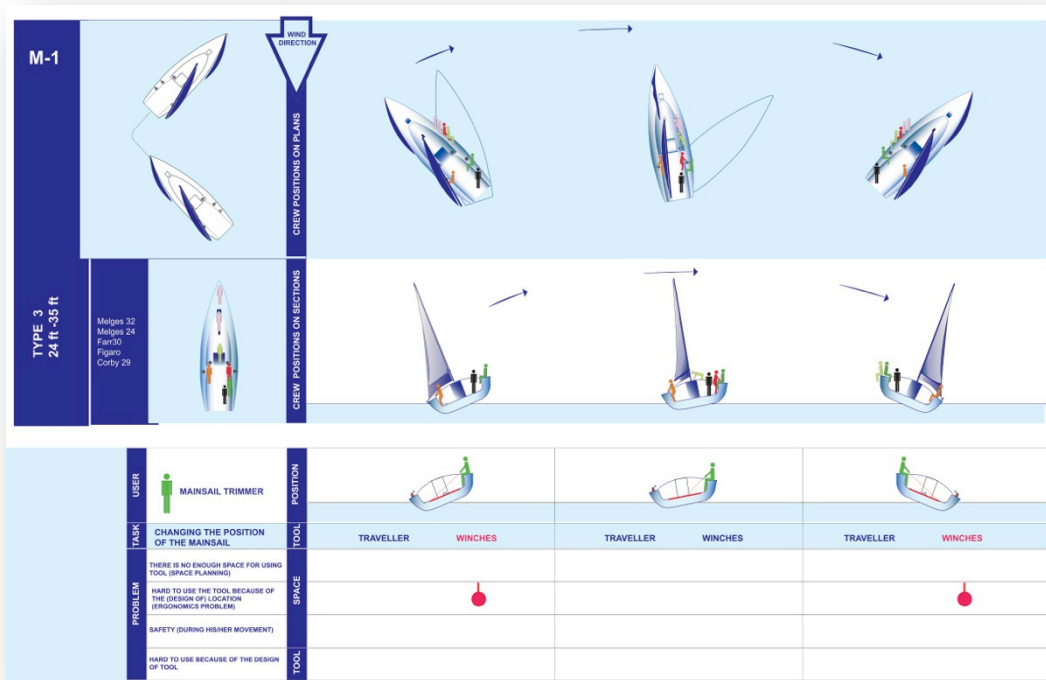 M-1
WIND
DIRECTION
CREW POSITIONS ON PLANS
TYPE 3
24 ft -35 ft
Melges 32
Melges 24
Farr30
Figaro
Corby 29
CREW POSITIONS ON SECTIONS
USER
MAINSAIL TRIMMER
POSITION
TASK
CHANGING THE POSITION
OF THE MAINSAIL
TOOL
TRAVELLER
WINCHES
TRAVELLER
WINCHES
TRAVELLER
WINCHES
PROBLEM
THERE IS NO ENOUGH SPACE FOR USING
TOOL (SPACE PLANNING)
HARD TO USE THE TOOL BECAUSE OF
THE (DESIGN OF) LOCATION
(ERGONOMICS PROBLEM)
SPACE
SAFETY (DURING HIS/HER MOVEMENT)
HARD TO USE BECAUSE OF THE DESIGN
OF TOOL
TOOL